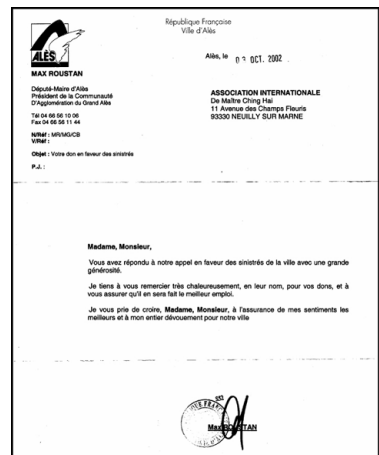 République Française
Ville d'Alès
ALÈS
Alès, le 03 OCT. 2002
MAX ROUSTAN
Député-Maire d'Alès
Président de la Communauté
D'Agglomération du Grand Alès
Tél 04 66 56 10 06
Fax 04 66 56 11 44
N/Réf : MR/MG/CB
V/Réf :
Objet : Votre don en faveur des sinistrés
P.J. :
ASSOCIATION INTERNATIONALE
De Maître Ching Hai
11 Avenue des Champs Fleuris
93330 NEUILLY SUR MARNE
Madame, Monsieur,
Vous avez répondu à notre appel en faveur des sinistrés de la ville avec une grande
générosité.
Je tiens à vous remercier très chaleureusement, en leur nom, pour vos dons, et à
vous assurer qu'il en sera fait le meilleur emploi.
Je vous prie de croire, Madame, Monsieur, à l'assurance de mes sentiments les
meilleurs et à mon entier dévouement pour notre ville
Max ROUSTAN